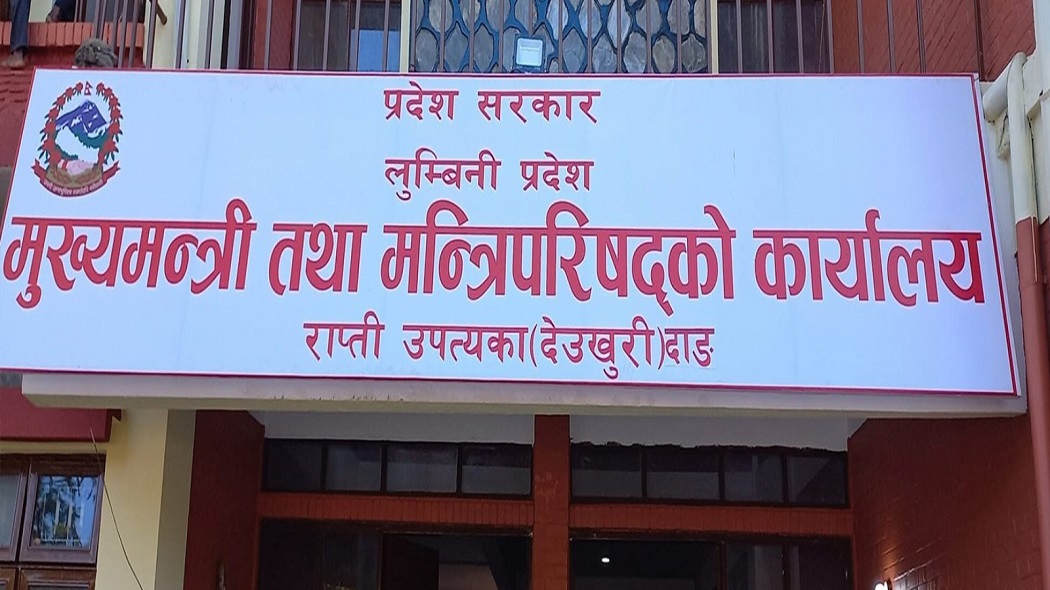 प्रदेश सरकार
लुम्बिनी प्रदेश
मुख्यमन्त्री तथा मन्त्रिपरिषद्को कार्यालय
राप्ती उपत्यका(देउखुरी)दाङ